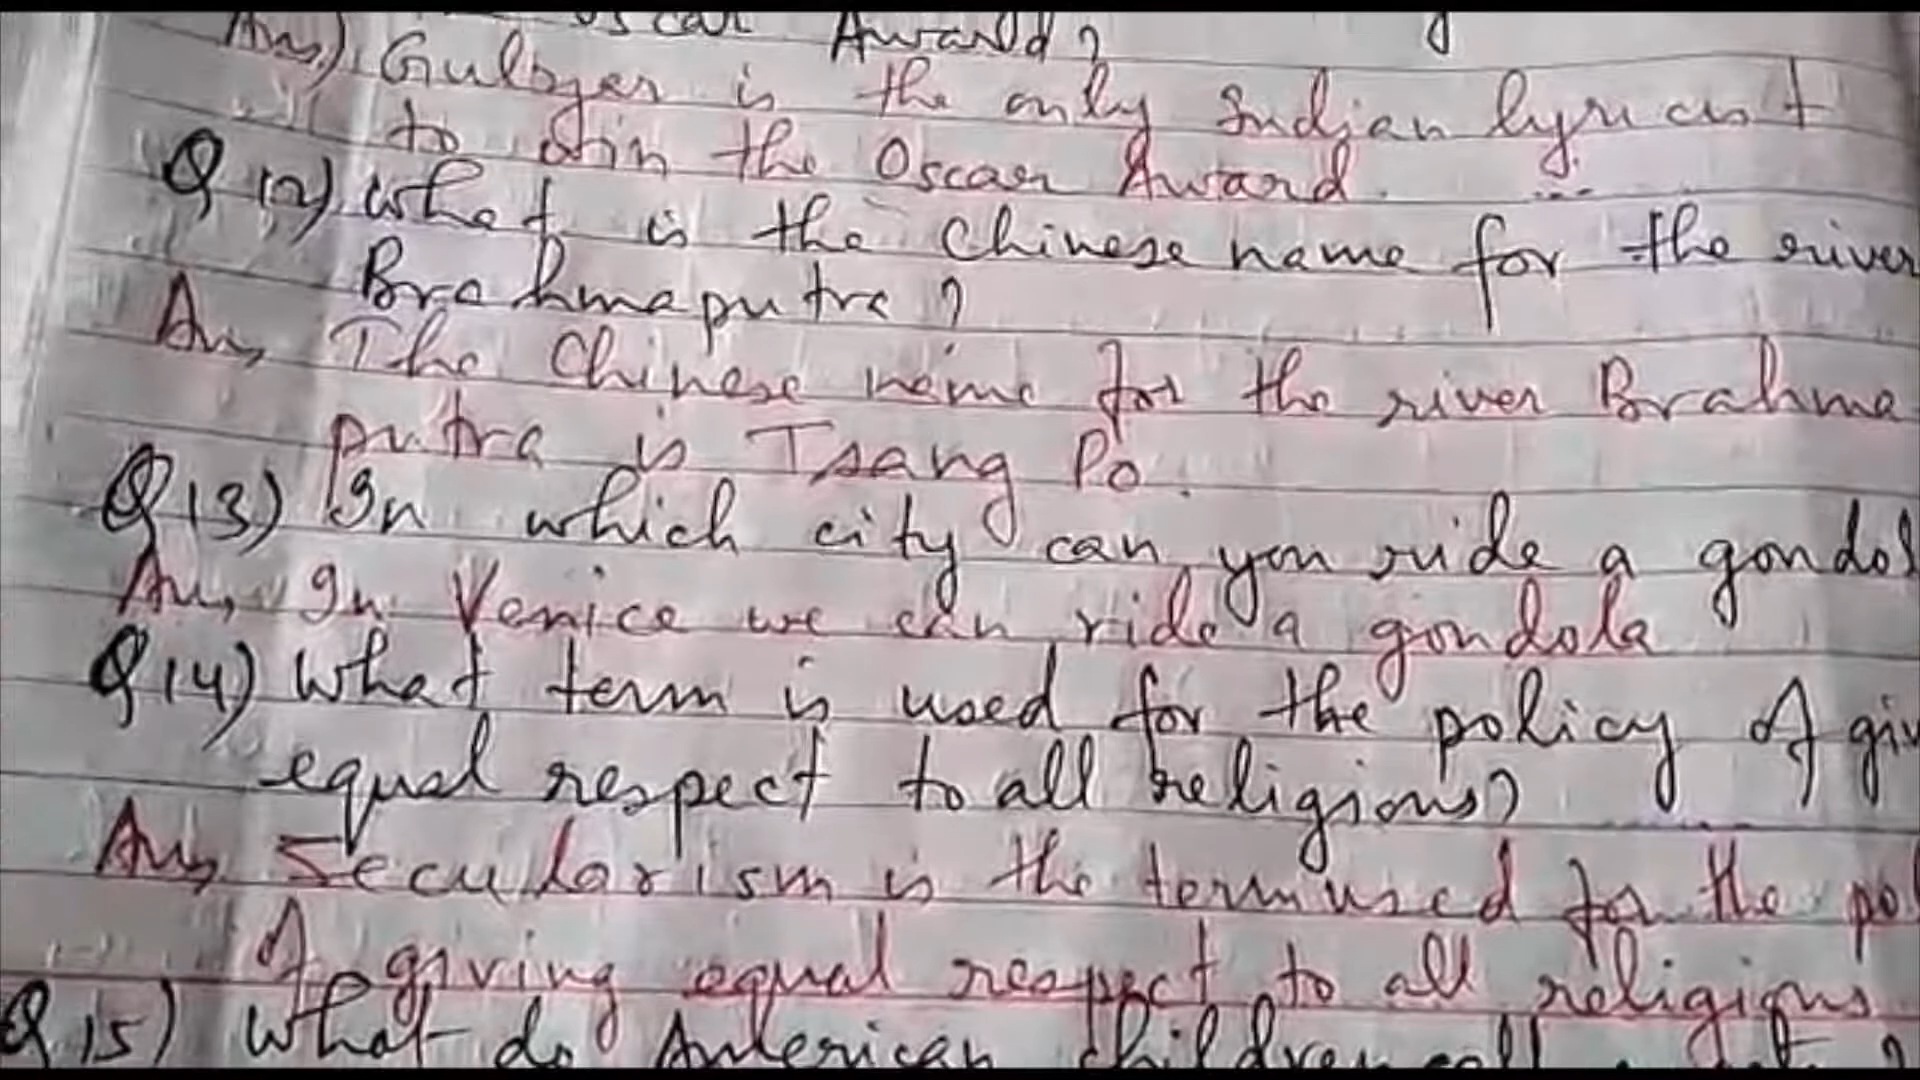 Oscar Award?
Ans) Gulzar is the only Indian lyricist
to win the Oscar Award.
Q 12) What is the Chinese name for the river
Brahmaputra?
Ans, The Chinese name for the river Brahma
putra is Tsang Po.
Q 13) In which city can you ride a gondol
Ans, In Venice we can ride a gondola
Q 14) What term is used for the policy of giv
equal respect to all religions?
Ans, Secularism is the term used for the pol
of giving equal respect to all religions
Q 15) What do American children call